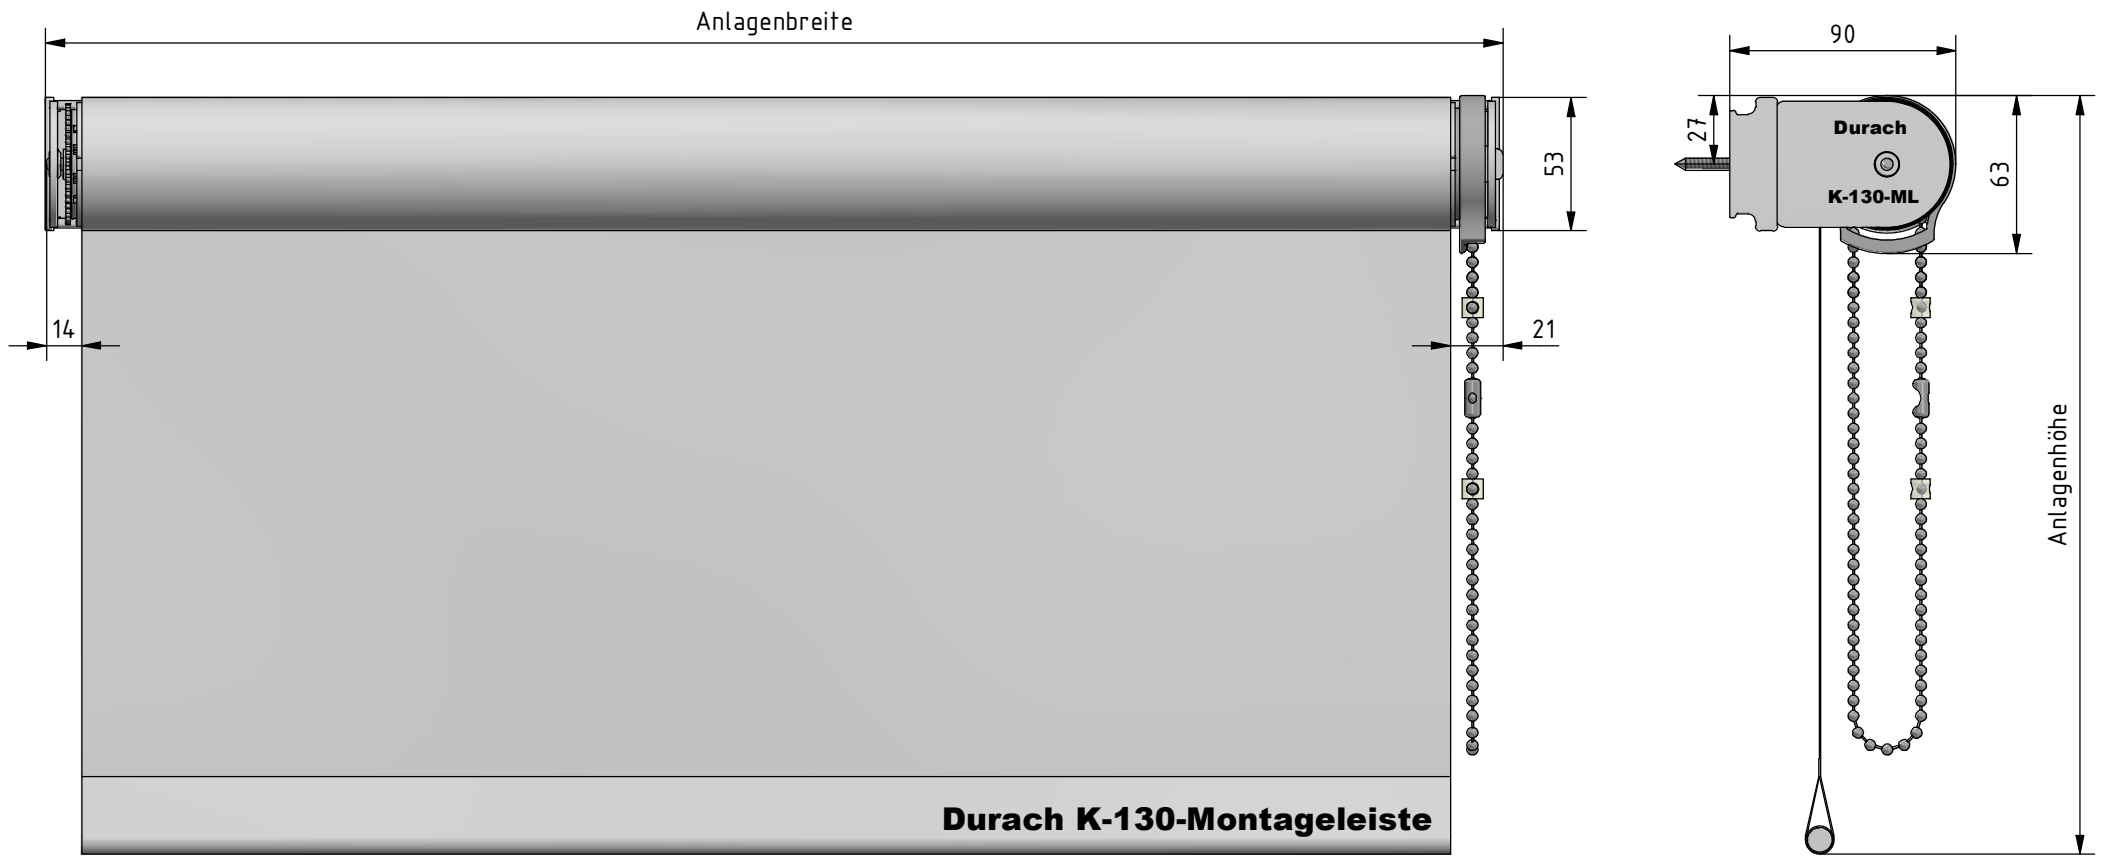 Anlagenbreite
90
27
Durach
K-130-ML
53
63
14
21
Anlagenhöhe
Durach K-130-Montageleiste